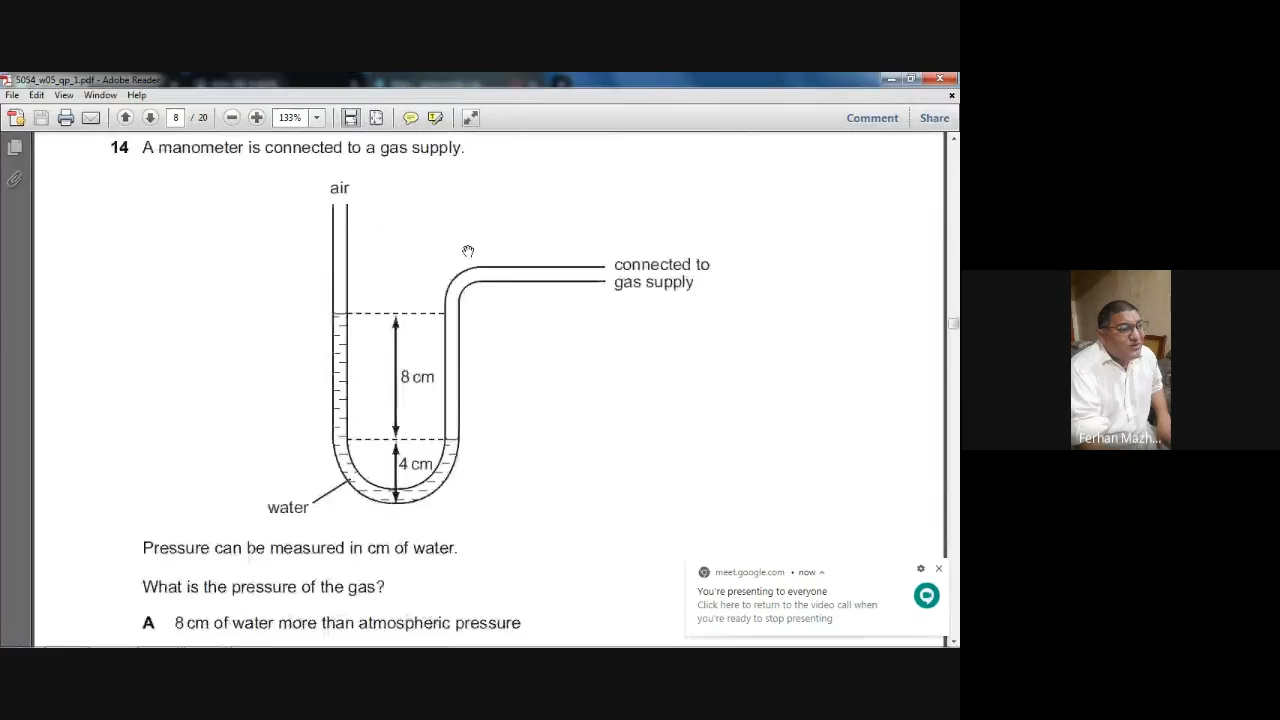 5054_w05_qp_1.pdf - Adobe Reader
File Edit View Window Help
8 / 20
133%
Comment Share
14 A manometer is connected to a gas supply.
air
connected to
gas supply
8 cm
4 cm
water
Pressure can be measured in cm of water.
What is the pressure of the gas?
A 8 cm of water more than atmospheric pressure
meet.google.com • now
You're presenting to everyone
Click here to return to the video call when
you're ready to stop presenting
Ferhan Mazh...